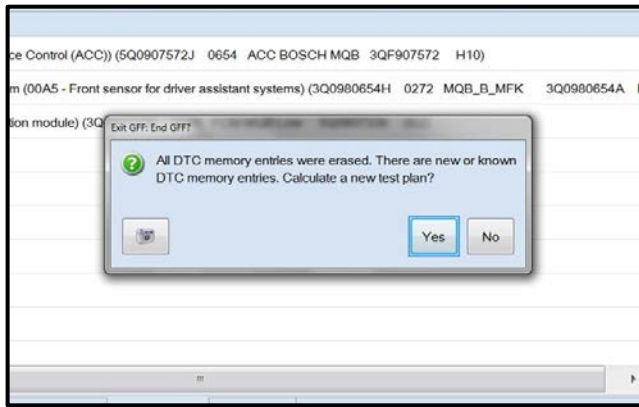 ce Control (ACC)) (5Q0907572J 0654 ACC BOSCH MQB 3QF907572 H10)
m (00A5 - Front sensor for driver assistant systems) (3Q0980654H 0272 MQB_B_MFK 3Q0980654A
tion module) (3Q
Exit GFF: End GFF?
All DTC memory entries were erased. There are new or known
DTC memory entries. Calculate a new test plan?
Yes No